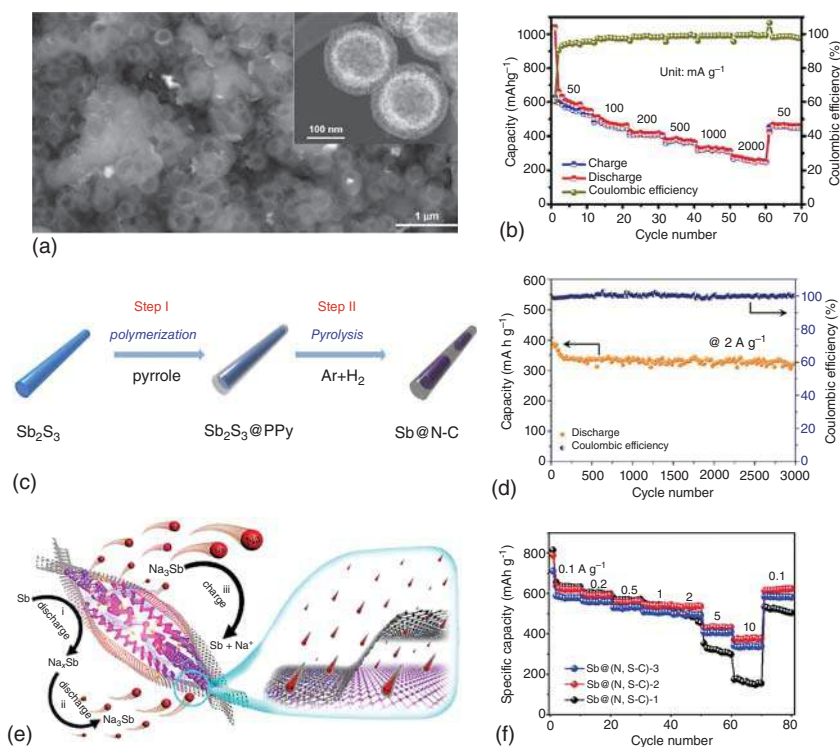 100 nm
1 µm
(a)
1000
800
600
400
200
0
Capacity (mAhg⁻¹)
Unit: mA g⁻¹
50
100
200
500
1000
2000
50
Charge
Discharge
Coulombic efficiency
100
80
60
40
20
0
Coulombic efficiency (%)
0 10 20 30 40 50 60 70
Cycle number
(b)
Step I
polymerization
pyrrole
Step II
Pyrolysis
Ar+H₂
Sb₂S₃
Sb₂S₃@PPy
Sb@N-C
(c)
600
500
400
300
200
100
0
Capacity (mA h g⁻¹)
@ 2 A g⁻¹
Discharge
Coulombic efficiency
100
80
60
40
20
0
Coulombic efficiency (%)
0 500 1000 1500 2000 2500 3000
Cycle number
(d)
Sb
discharge
i
NaₓSb
discharge
ii
Na₃Sb
Na₃Sb
iii
charge
Sb + Na⁺
(e)
800
600
400
200
0
Specific capacity (mAh g⁻¹)
0.1 A g⁻¹
0.2
0.5
1
2
5
10
0.1
Sb@(N, S-C)-3
Sb@(N, S-C)-2
Sb@(N, S-C)-1
0 20 40 60 80
Cycle number
(f)